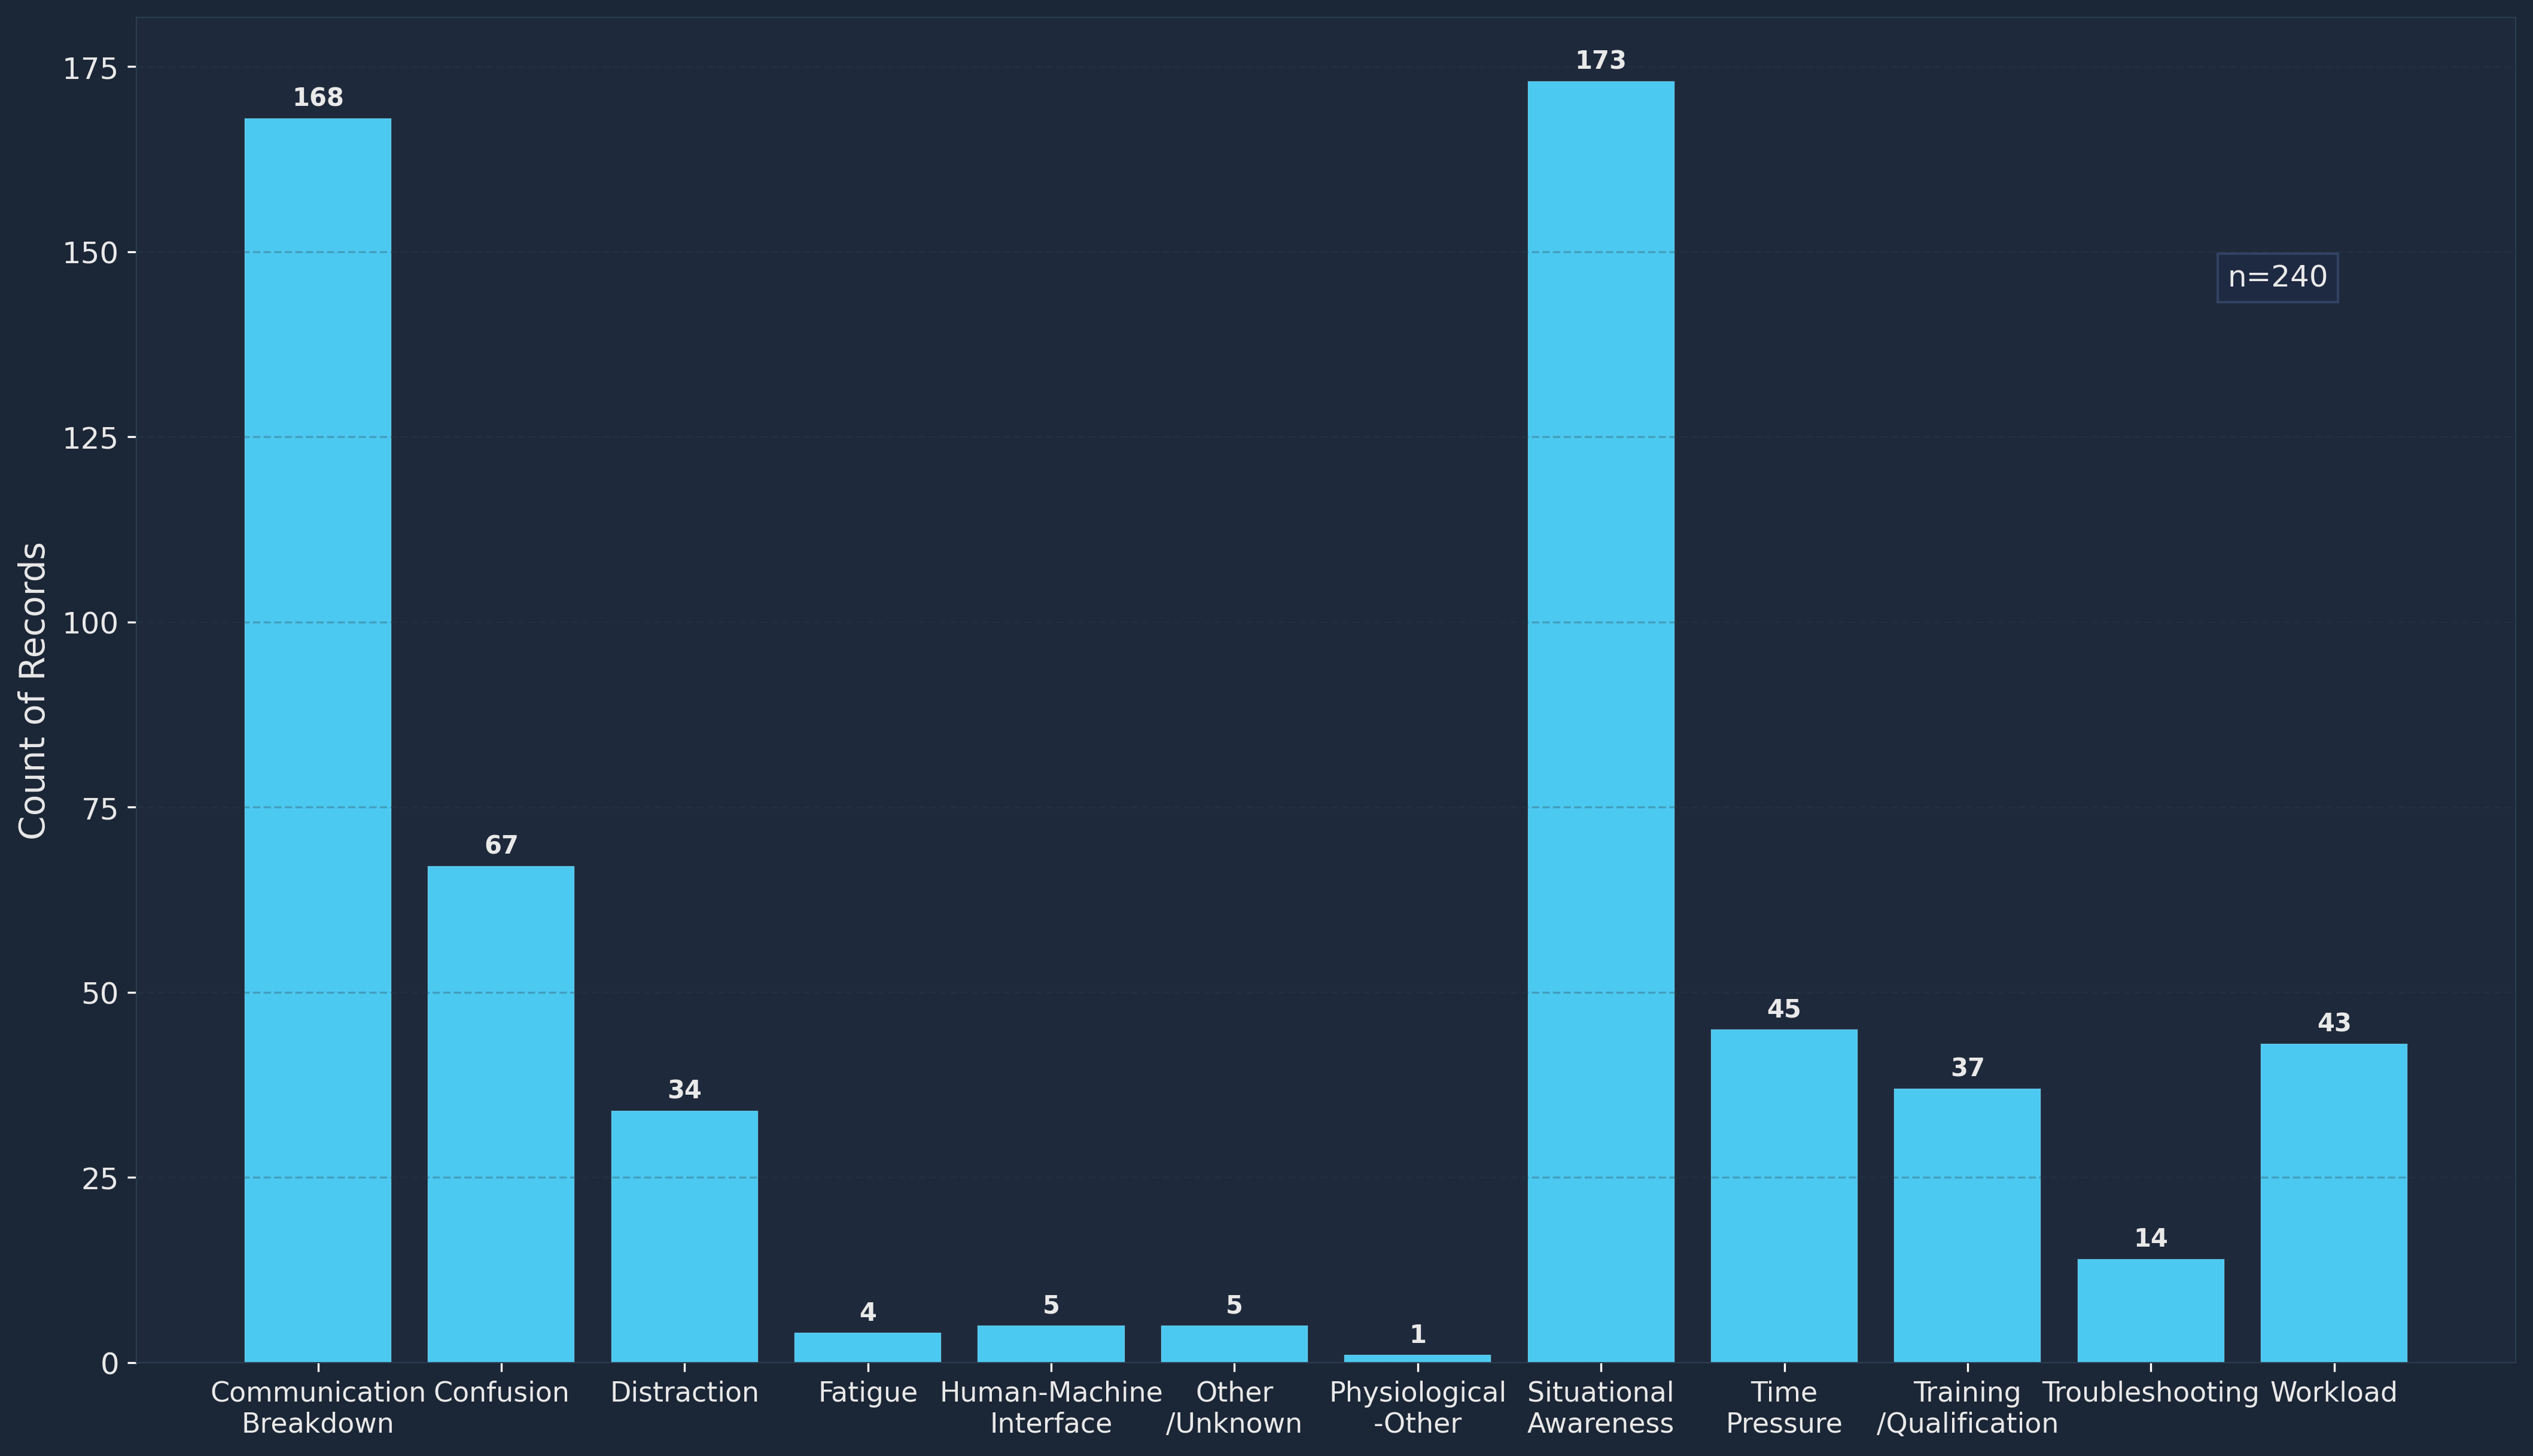 Count of Records
175
150
125
100
75
50
25
0
168
67
34
4
5
5
1
173
45
37
14
43
n=240
Communication
Breakdown
Confusion
Distraction
Fatigue
Human-Machine
Interface
Other
/Unknown
Physiological
-Other
Situational
Awareness
Time
Pressure
Training
/Qualification
Troubleshooting
Workload